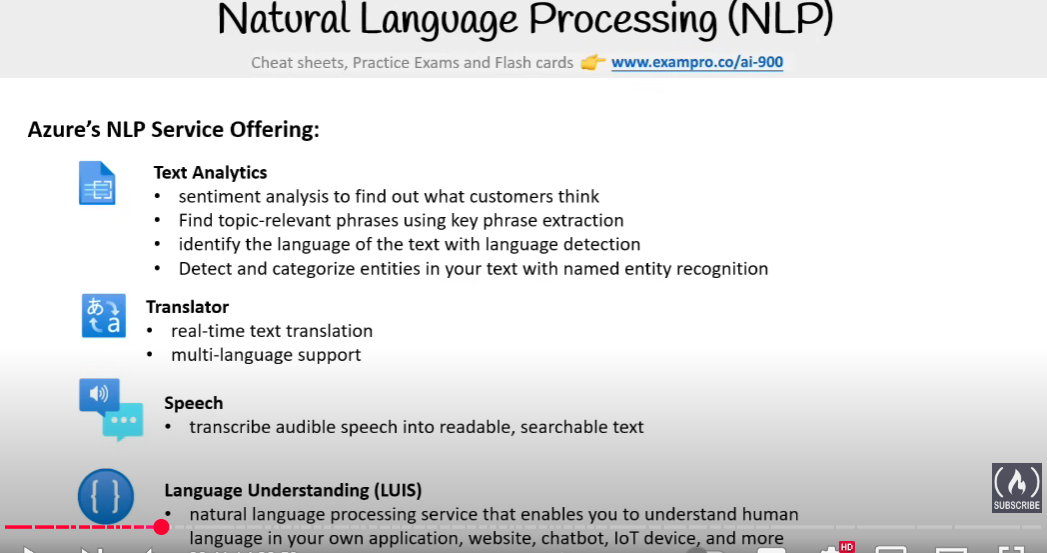 Natural Language Processing (NLP)
Cheat sheets, Practice Exams and Flash cards 👉 www.exampro.co/ai-900
Azure's NLP Service Offering:
Text Analytics
• sentiment analysis to find out what customers think
• Find topic-relevant phrases using key phrase extraction
• identify the language of the text with language detection
• Detect and categorize entities in your text with named entity recognition
あ a
Translator
• real-time text translation
• multi-language support
Speech
• transcribe audible speech into readable, searchable text
{ }
Language Understanding (LUIS)
• natural language processing service that enables you to understand human
language in your own application, website, chatbot, IoT device, and more
SUBSCRIBE
HD